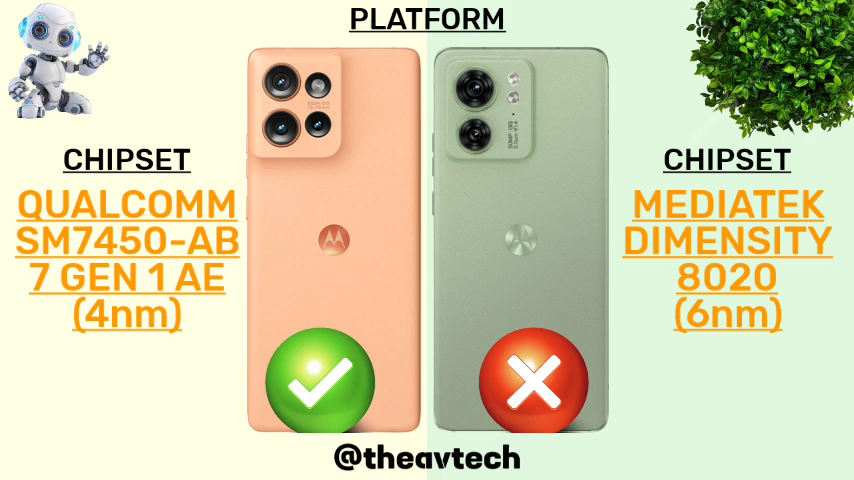 PLATFORM
CHIPSET
QUALCOMM
SM7450-AB
7 GEN 1 AE
(4nm)
CHIPSET
MEDIATEK
DIMENSITY
8020
(6nm)
@theavtech